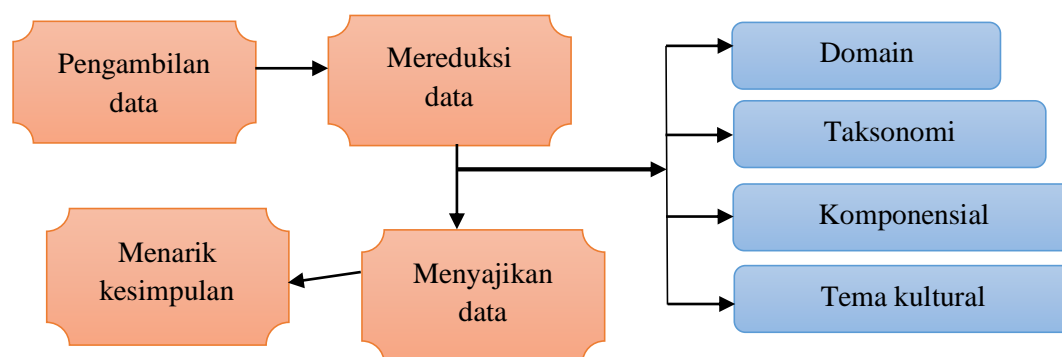 Pengambilan
data
Mereduksi
data
Domain
Taksonomi
Komponensial
Tema kultural
Menyajikan
data
Menarik
kesimpulan